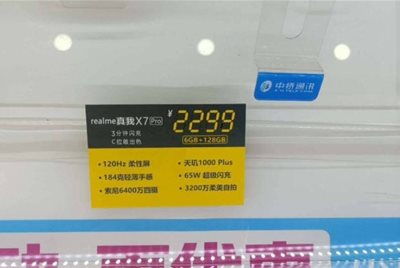 中桥通讯
realme真我X7 Pro
¥2299
3分钟闪充
C位敢出色
6GB+128GB
• 120Hz 柔性屏
• 天玑1000 Plus
• 184克轻薄手感
• 65W 超级闪充
• 索尼6400万四摄
• 3200万柔美自拍